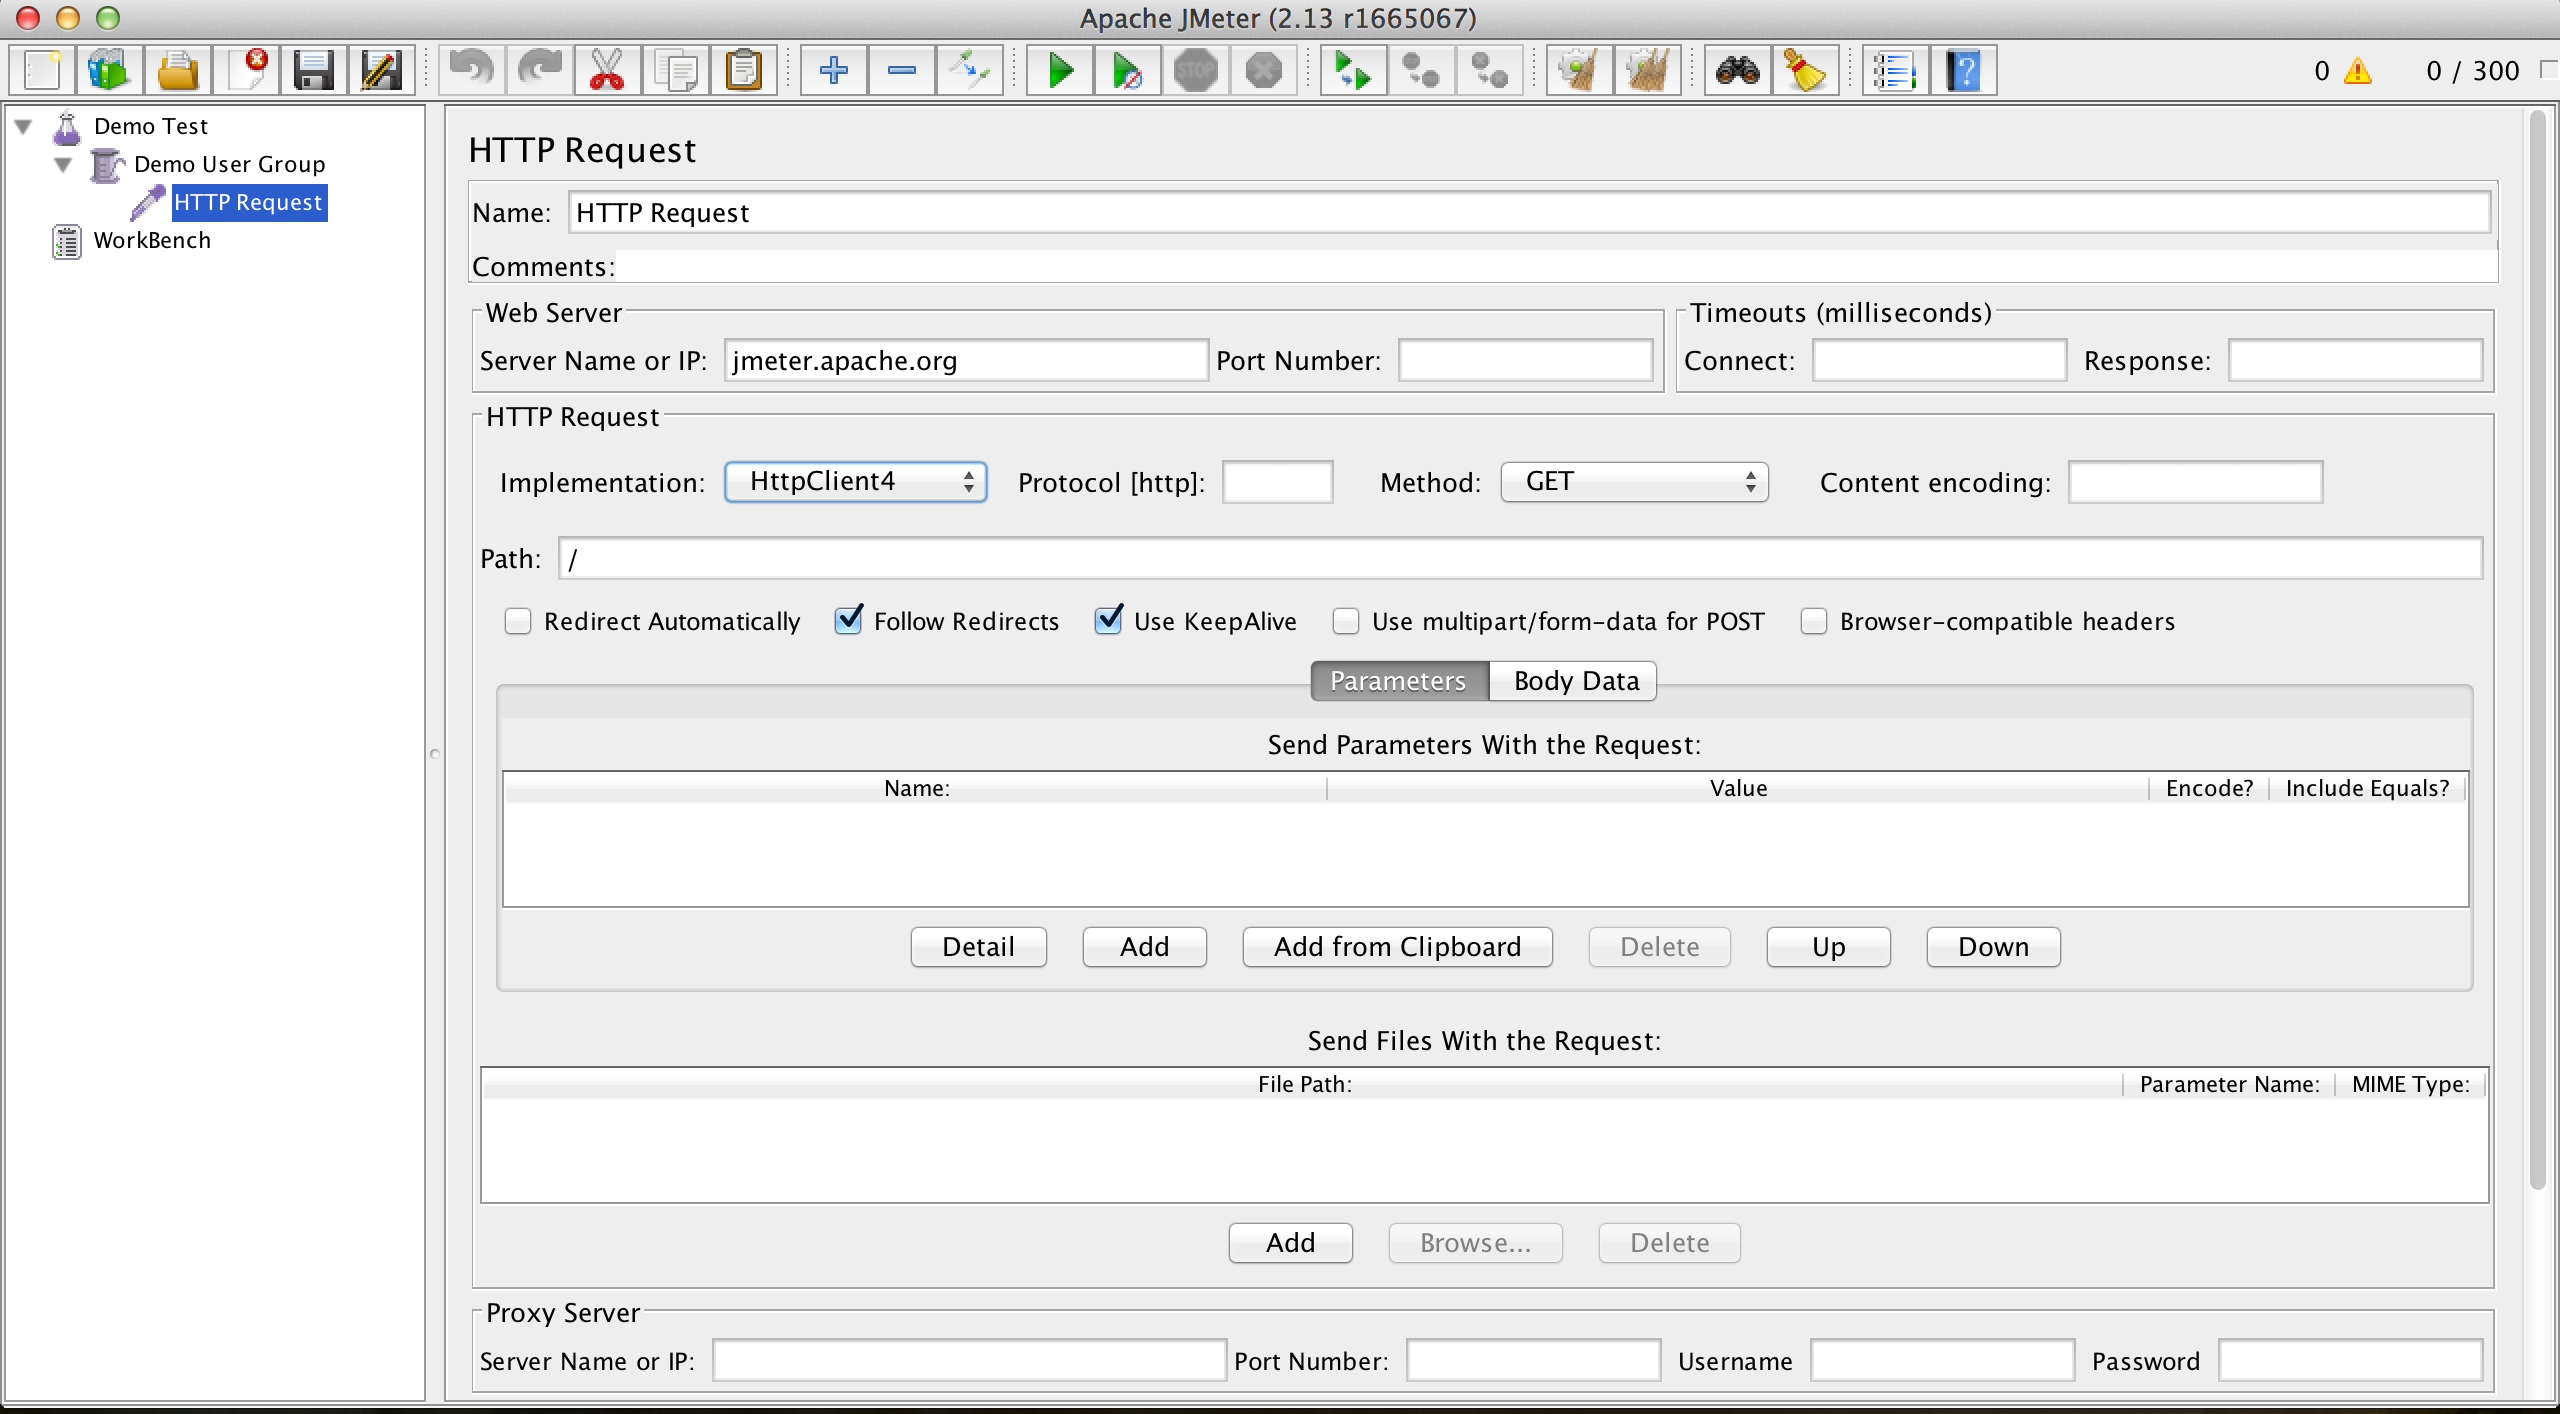 Apache JMeter (2.13 r1665067)
STOP
?
0 0 / 300
Demo Test
Demo User Group
HTTP Request
WorkBench
HTTP Request
Name: HTTP Request
Comments:
Web Server
Server Name or IP: jmeter.apache.org Port Number:
Timeouts (milliseconds)
Connect: Response:
HTTP Request
Implementation: HttpClient4 Protocol [http]: Method: GET Content encoding:
Path: /
Redirect Automatically Follow Redirects Use KeepAlive Use multipart/form-data for POST Browser-compatible headers
Parameters Body Data
Send Parameters With the Request:
Name: Value Encode? Include Equals?
Detail Add Add from Clipboard Delete Up Down
Send Files With the Request:
File Path: Parameter Name: MIME Type:
Add Browse... Delete
Proxy Server
Server Name or IP: Port Number: Username Password